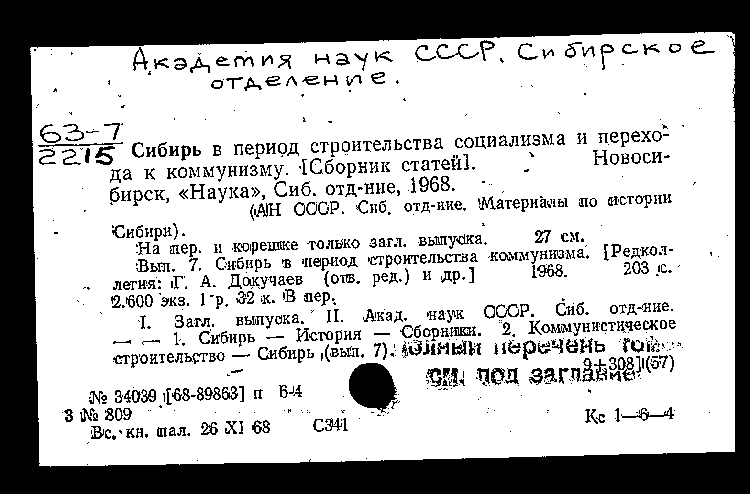 Академия наук СССР. Сибирское
отделение.
63-7
2215
Сибирь в период строительства социализма и перехо-
да к коммунизму. [Сборник статей]. Новоси-
бирск, «Наука», Сиб. отд-ние, 1968.
(АН СССР. Сиб. отд-ние. Материалы по истории
Сибири).
На пер. и корешке только загл. выпуска. 27 см.
Вып. 7. Сибирь в период строительства коммунизма. [Редкол-
легия: Г. А. Докучаев (отв. ред.) и др.] 1968. 203 с.
2.600 экз. 1 р. 32 к. В пер.
I. Загл. выпуска. II. Акад. наук СССР. Сиб. отд-ние.
— — 1. Сибирь — История — Сборники. 2. Коммунистическое
строительство — Сибирь (вып. 7).
перечень
9+308](57)
см. под заглавие
№ 34039 [68-89863] п 6-4
3 № 809
Вс. кн. пал. 26 XI 68 С341
Кс 1—6—4